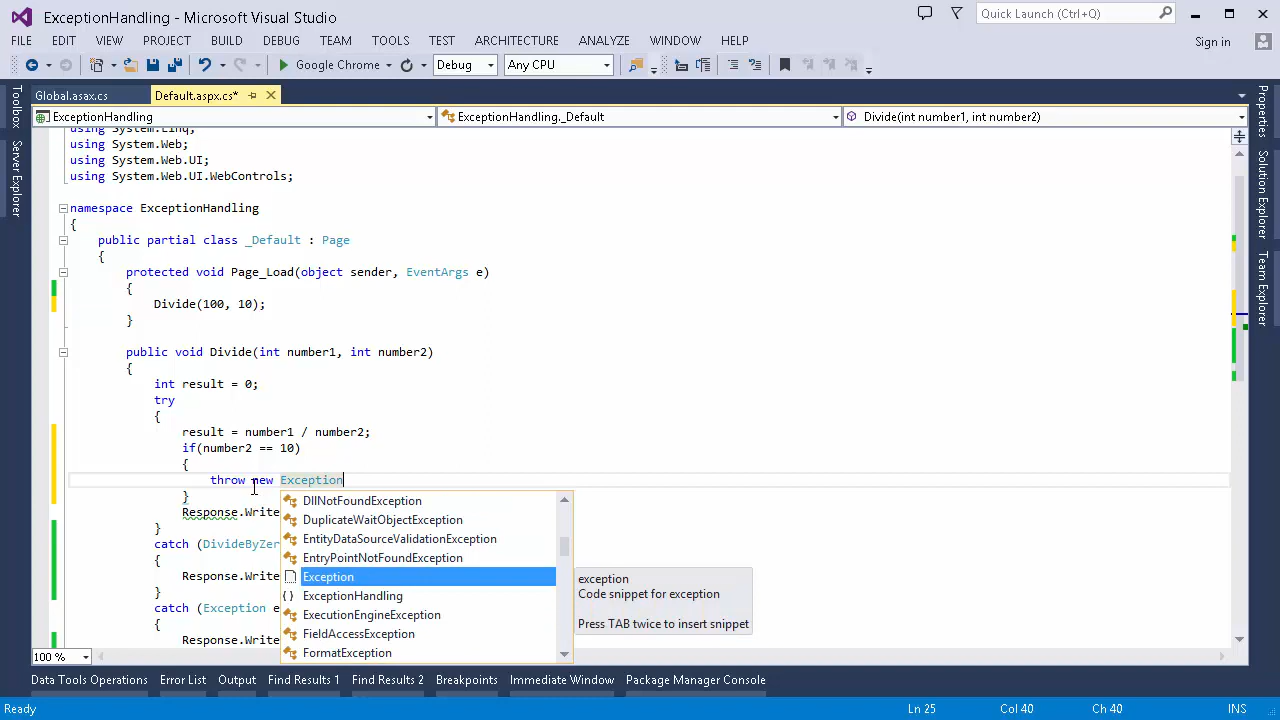 ExceptionHandling - Microsoft Visual Studio
Quick Launch (Ctrl+Q)
FILE EDIT VIEW PROJECT BUILD DEBUG TEAM TOOLS TEST ARCHITECTURE ANALYZE WINDOW HELP
Sign in
Google Chrome Debug Any CPU
Global.asax.cs Default.aspx.cs*
ExceptionHandling ExceptionHandling._Default Divide(int number1, int number2)
Toolbox
Server Explorer
Properties
Solution Explorer
Team Explorer
using System.Linq;
using System.Web;
using System.Web.UI;
using System.Web.UI.WebControls;
namespace ExceptionHandling
{
public partial class _Default : Page
{
protected void Page_Load(object sender, EventArgs e)
{
Divide(100, 10);
}
public void Divide(int number1, int number2)
{
int result = 0;
try
{
result = number1 / number2;
if(number2 == 10)
{
throw new Exception
}
Response.Write
}
catch (DivideByZer
{
Response.Write
}
catch (Exception e
{
Response.Write
DllNotFoundException
DuplicateWaitObjectException
EntityDataSourceValidationException
EntryPointNotFoundException
Exception
{ } ExceptionHandling
ExecutionEngineException
FieldAccessException
FormatException
exception
Code snippet for exception
Press TAB twice to insert snippet
100 %
Data Tools Operations Error List Output Find Results 1 Find Results 2 Breakpoints Immediate Window Package Manager Console
Ready Ln 25 Col 40 Ch 40 INS